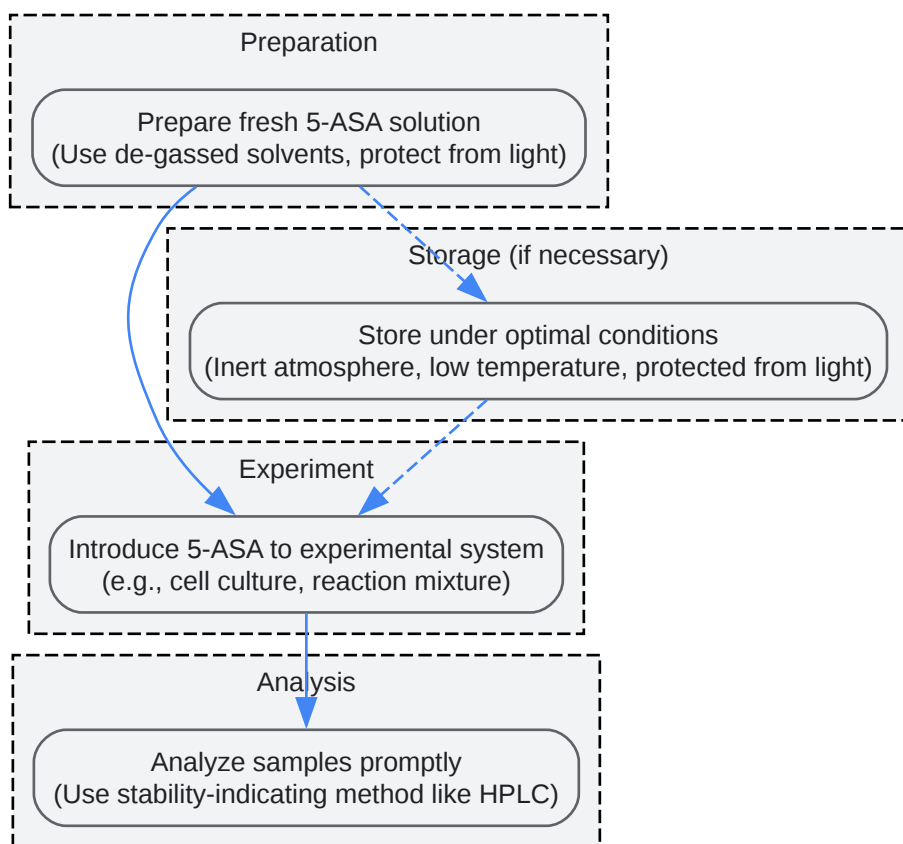 Preparation
Prepare fresh 5-ASA solution
(Use de-gassed solvents, protect from light)
Storage (if necessary)
Store under optimal conditions
(Inert atmosphere, low temperature, protected from light)
Experiment
Introduce 5-ASA to experimental system
(e.g., cell culture, reaction mixture)
Analysis
Analyze samples promptly
(Use stability-indicating method like HPLC)